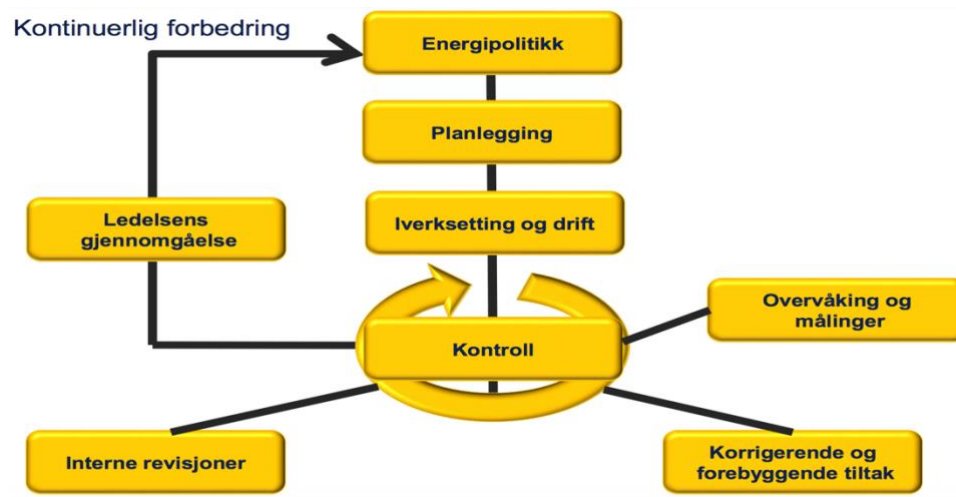 Kontinuerlig forbedring
Energipolitikk
Planlegging
Iverksetting og drift
Ledelsens
gjennomgåelse
Overvåking og
målinger
Kontroll
Interne revisjoner
Korrigerende og
forebyggende tiltak